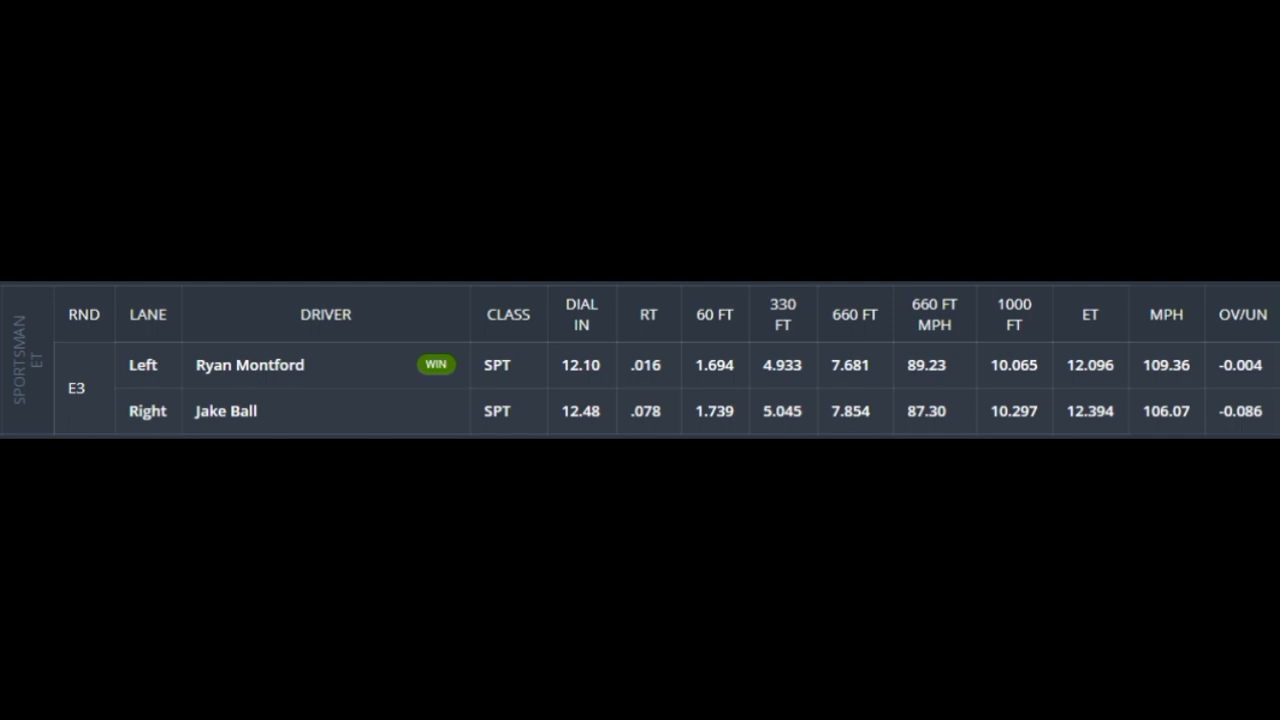 SPORTSMAN
ET
RND LANE DRIVER CLASS DIAL IN RT 60 FT 330 FT 660 FT 660 FT MPH 1000 FT ET MPH OV/UN
E3
Left Ryan Montford WIN SPT 12.10 .016 1.694 4.933 7.681 89.23 10.065 12.096 109.36 -0.004
Right Jake Ball SPT 12.48 .078 1.739 5.045 7.854 87.30 10.297 12.394 106.07 -0.086